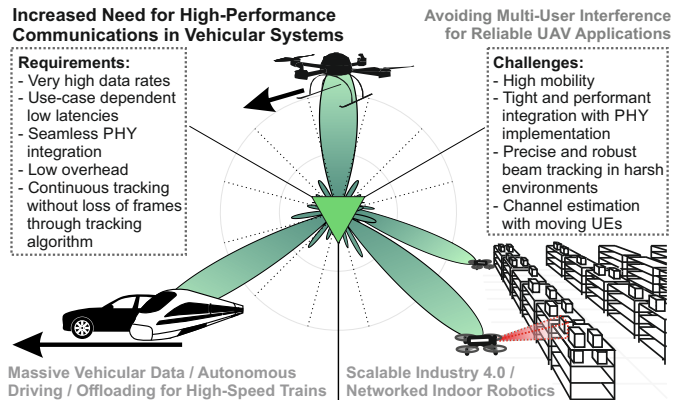 Increased Need for High-Performance
Communications in Vehicular Systems
Avoiding Multi-User Interference
for Reliable UAV Applications
Requirements:
- Very high data rates
- Use-case dependent
low latencies
- Seamless PHY
integration
- Low overhead
- Continuous tracking
without loss of frames
through tracking
algorithm
Challenges:
- High mobility
- Tight and performant
integration with PHY
implementation
- Precise and robust
beam tracking in harsh
environments
- Channel estimation
with moving UEs
Massive Vehicular Data / Autonomous
Driving / Offloading for High-Speed Trains
Scalable Industry 4.0 /
Networked Indoor Robotics